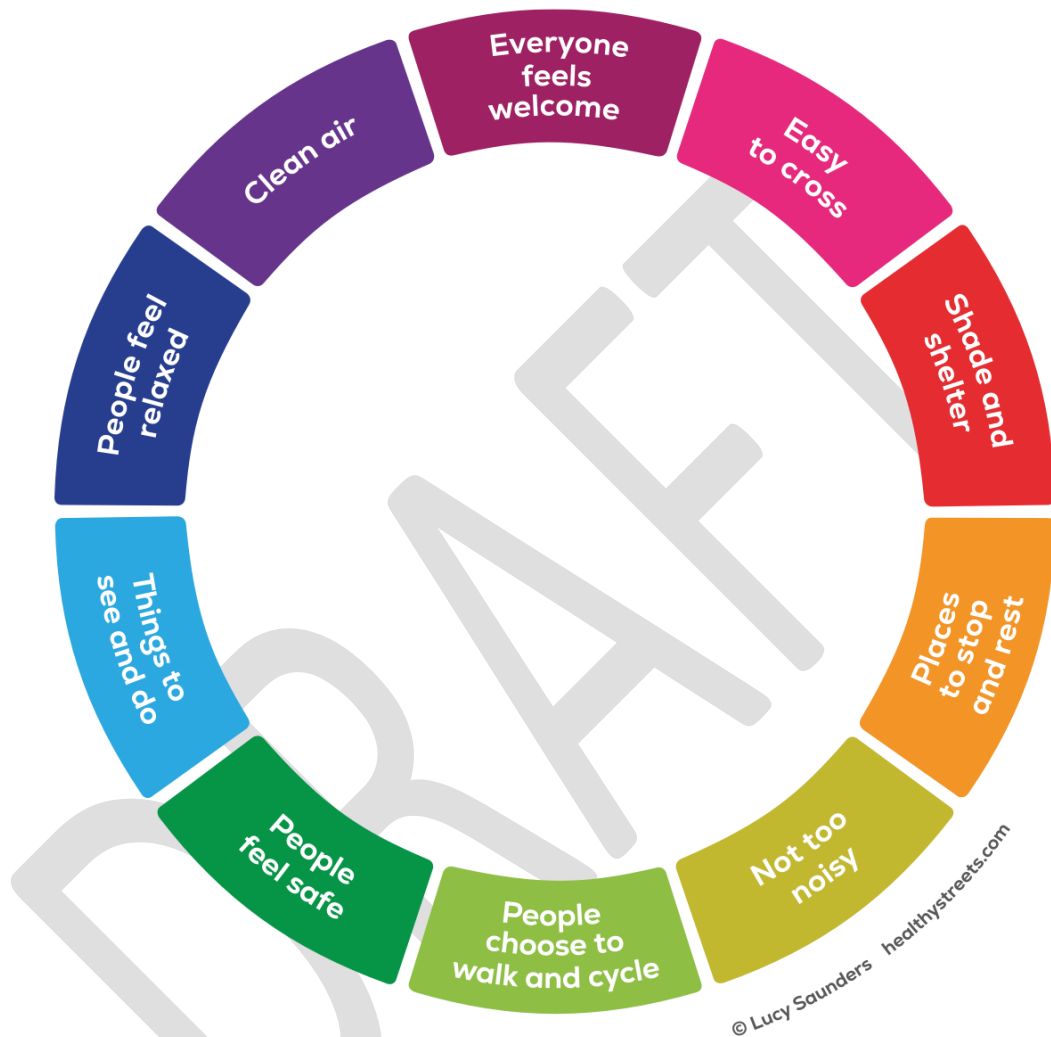 Everyone
feels
welcome
Easy
to cross
Shade and
shelter
Places
to stop
and rest
Not too
noisy
People
choose to
walk and cycle
People
feel safe
Things to
see and do
People feel
relaxed
Clean air
DRAFT
© Lucy Saunders healthystreets.com